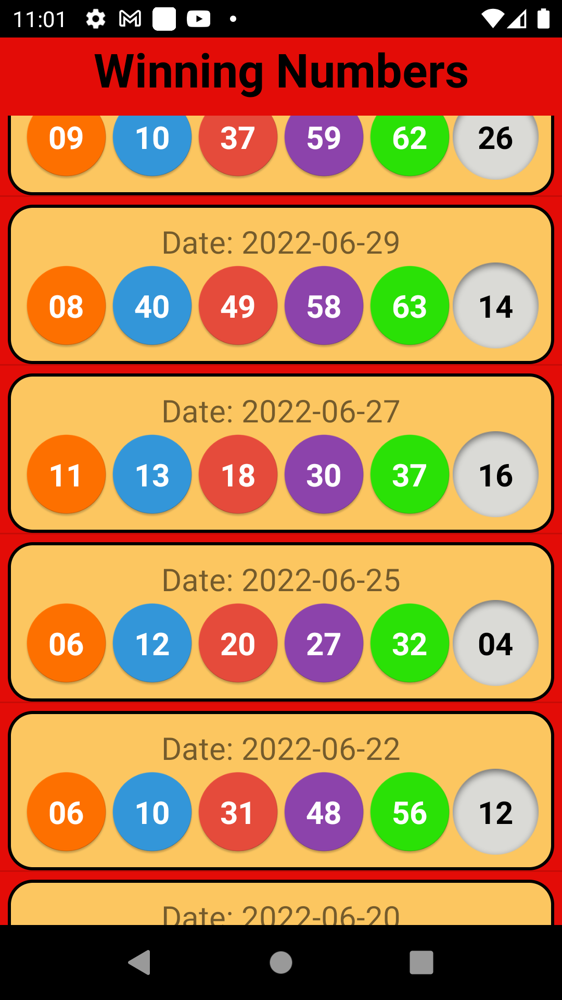 11:01
Winning Numbers
09 10 37 59 62 26
Date: 2022-06-29
08 40 49 58 63 14
Date: 2022-06-27
11 13 18 30 37 16
Date: 2022-06-25
06 12 20 27 32 04
Date: 2022-06-22
06 10 31 48 56 12
Date: 2022-06-20